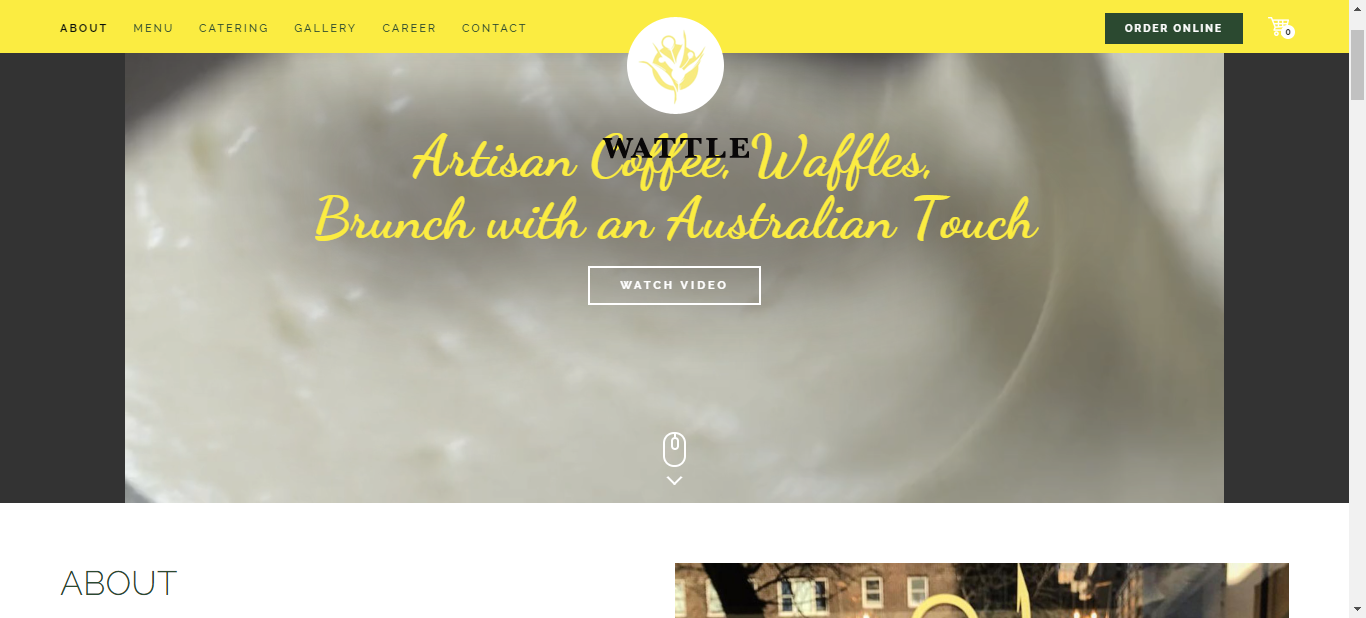 ABOUT MENU CATERING GALLERY CAREER CONTACT ORDER ONLINE 0
WATTLE
Artisan Coffee, Waffles,
Brunch with an Australian Touch
WATCH VIDEO
ABOUT